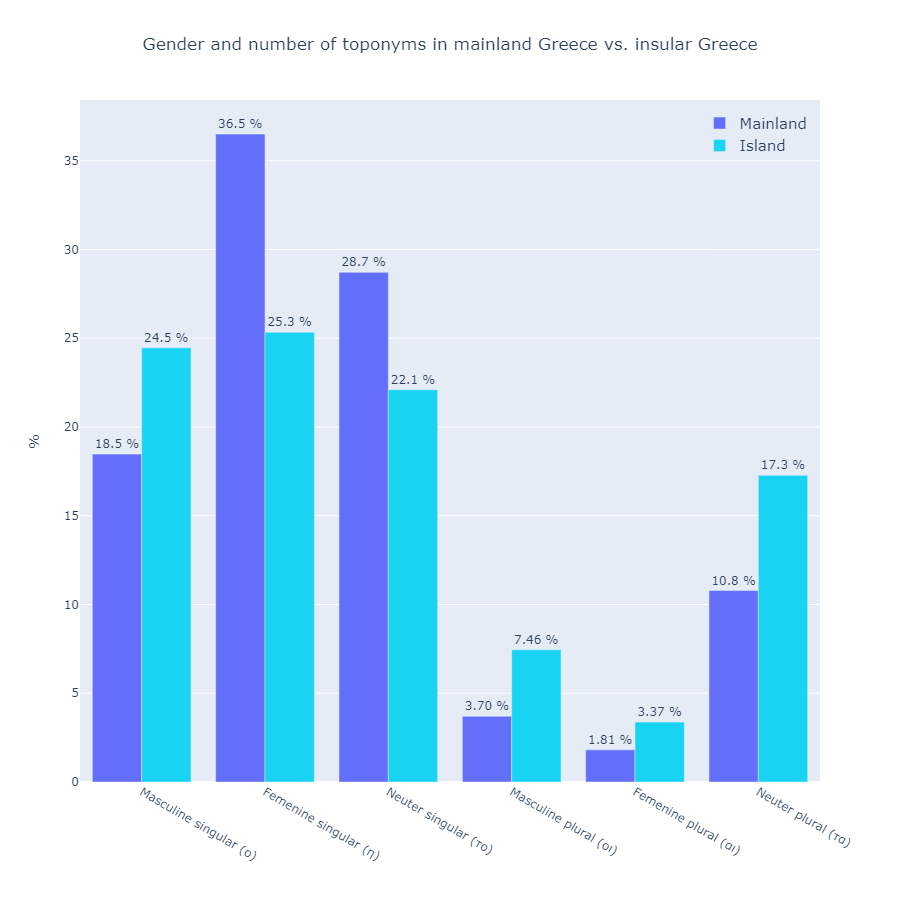 Gender and number of toponyms in mainland Greece vs. insular Greece
Mainland
Island
%
35
30
25
20
15
10
5
0
36.5 %
28.7 %
25.3 %
24.5 %
22.1 %
18.5 %
17.3 %
10.8 %
7.46 %
3.70 %
3.37 %
1.81 %
Masculine singular (ο)
Femenine singular (η)
Neuter singular (το)
Masculine plural (οι)
Femenine plural (αι)
Neuter plural (τα)